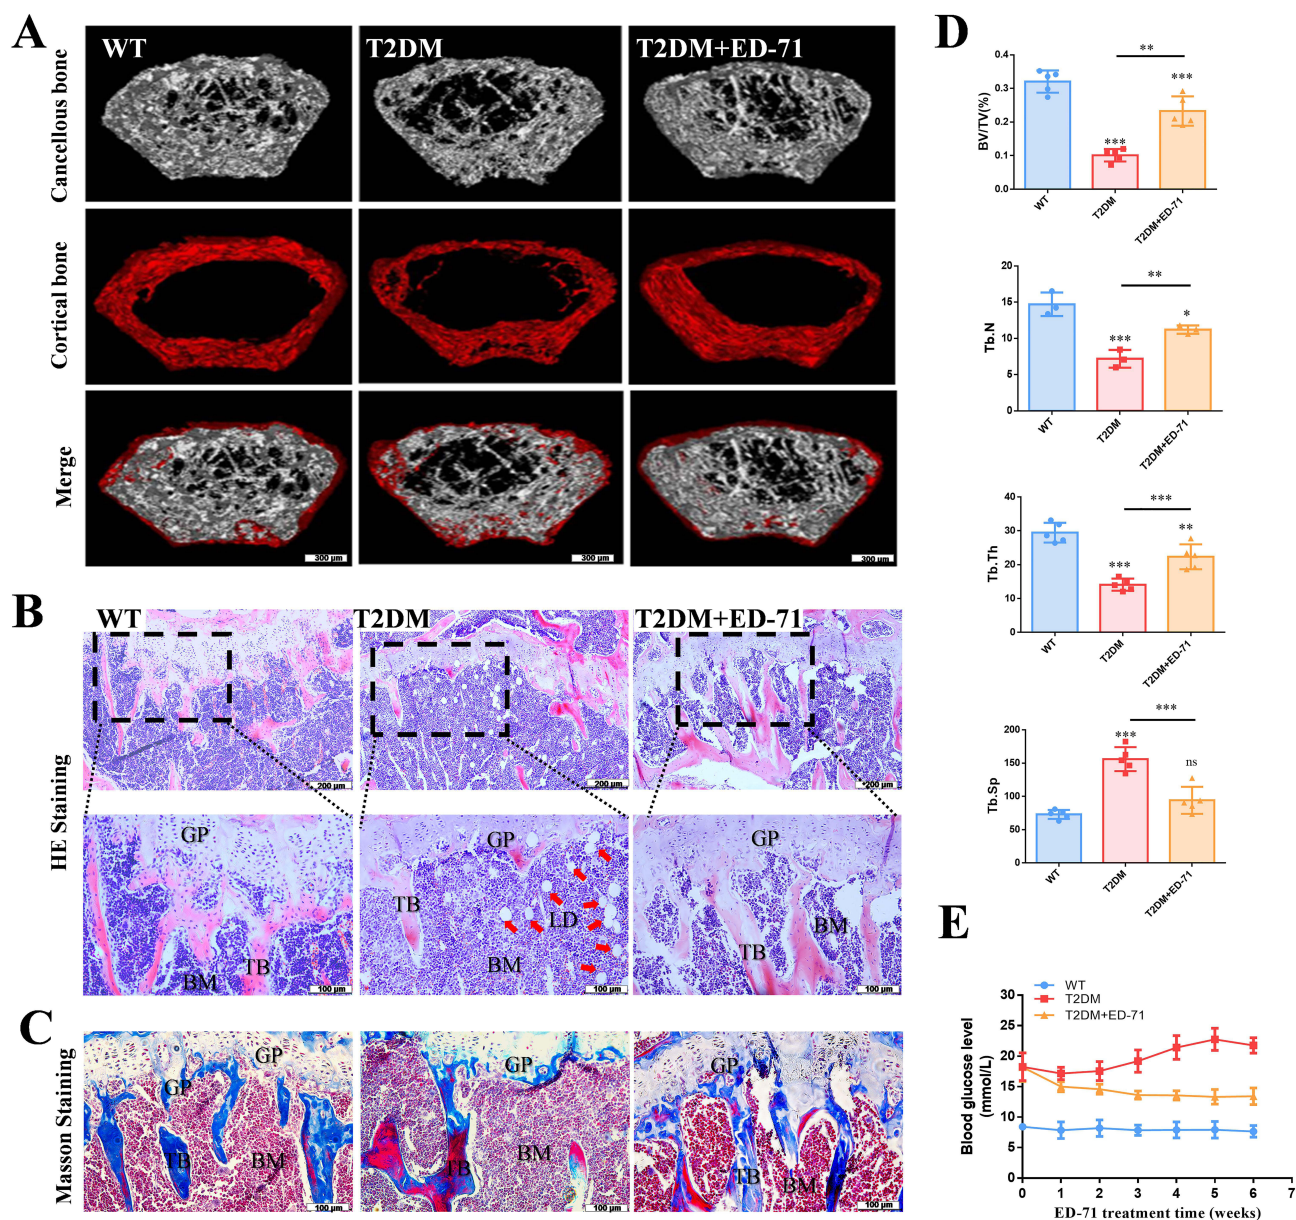 A
WT
T2DM
T2DM+ED-71
Cancellous bone
Cortical bone
Merge
300 μm
300 μm
300 μm
B
WT
T2DM
T2DM+ED-71
HE Staining
200 μm
200 μm
200 μm
GP
BM
TB
100 μm
GP
TB
LD
BM
100 μm
GP
TB
BM
100 μm
C
Masson Staining
GP
GP
TB
BM
100 μm
GP
TB
BM
100 μm
GP
TB
BM
100 μm
D
BV/TV(%)
0.4
0.3
0.2
0.1
0.0
**
***
***
WT
T2DM
T2DM+ED-71
Tb.N
20
15
10
5
0
**
***
*
WT
T2DM
T2DM+ED-71
Tb.Th
40
30
20
10
0
***
***
**
WT
T2DM
T2DM+ED-71
Tb.Sp
200
150
100
50
0
***
***
ns
WT
T2DM
T2DM+ED-71
E
WT
T2DM
T2DM+ED-71
Blood glucose level
(mmol/L)
30
25
20
15
10
5
0
0 1 2 3 4 5 6 7
ED-71 treatment time (weeks)